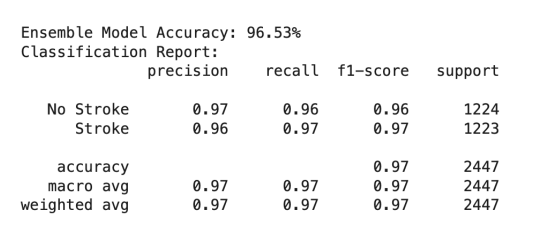 Ensemble Model Accuracy: 96.53%
Classification Report:
precision recall f1-score support
No Stroke 0.97 0.96 0.96 1224
Stroke 0.96 0.97 0.97 1223
accuracy 0.97 2447
macro avg 0.97 0.97 0.97 2447
weighted avg 0.97 0.97 0.97 2447